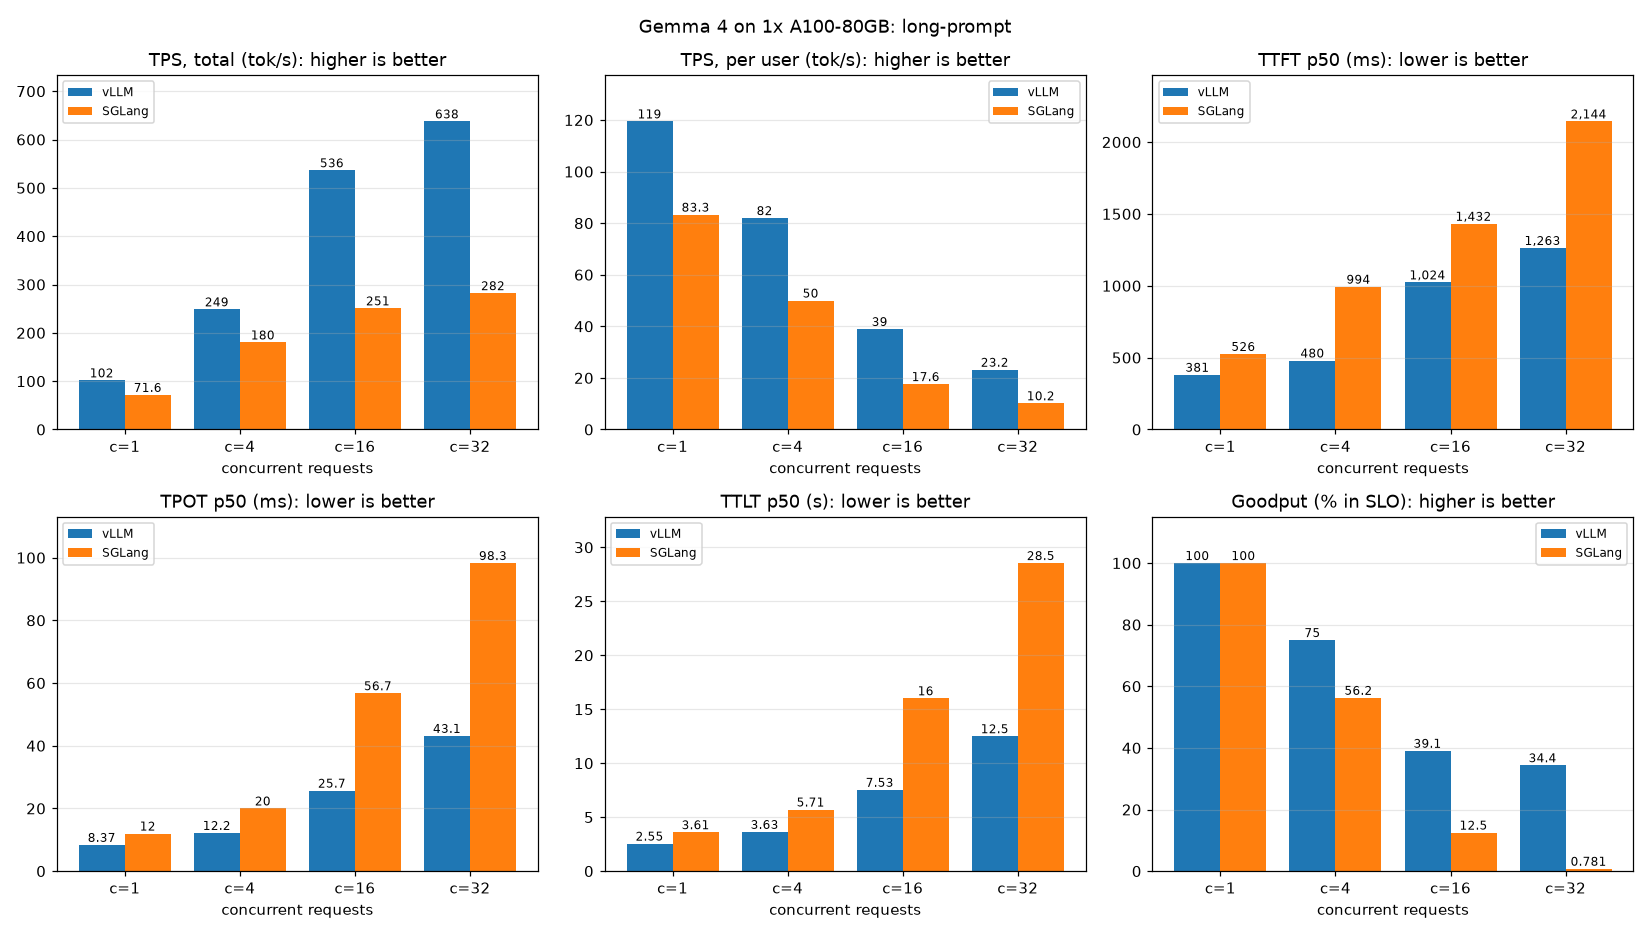 Gemma 4 on 1x A100-80GB: long-prompt
TPS, total (tok/s): higher is better
700
600
500
400
300
200
100
0
vLLM
SGLang
102
71.6
249
180
536
251
638
282
c=1
c=4
c=16
c=32
concurrent requests
TPS, per user (tok/s): higher is better
120
100
80
60
40
20
0
vLLM
SGLang
119
83.3
82
50
39
17.6
23.2
10.2
c=1
c=4
c=16
c=32
concurrent requests
TTFT p50 (ms): lower is better
2000
1500
1000
500
0
vLLM
SGLang
381
526
480
994
1,024
1,432
1,263
2,144
c=1
c=4
c=16
c=32
concurrent requests
TPOT p50 (ms): lower is better
100
80
60
40
20
0
vLLM
SGLang
8.37
12
12.2
20
25.7
56.7
43.1
98.3
c=1
c=4
c=16
c=32
concurrent requests
TTLT p50 (s): lower is better
30
25
20
15
10
5
0
vLLM
SGLang
2.55
3.61
3.63
5.71
7.53
16
12.5
28.5
c=1
c=4
c=16
c=32
concurrent requests
Goodput (% in SLO): higher is better
100
80
60
40
20
0
vLLM
SGLang
100
100
75
56.2
39.1
12.5
34.4
0.781
c=1
c=4
c=16
c=32
concurrent requests